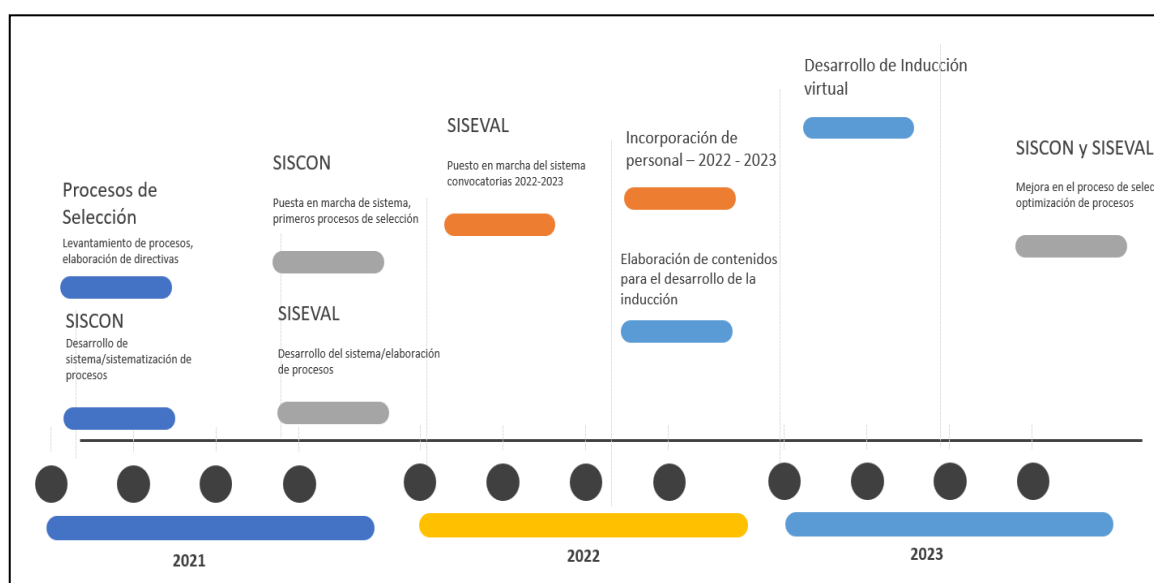 Procesos de
Selección
Levantamiento de procesos,
elaboración de directivas
SISCON
Desarrollo de
sistema/sistematización de
procesos
SISCON
Puesta en marcha de sistema,
primeros procesos de selección
SISEVAL
Desarrollo del sistema/elaboración
de procesos
SISEVAL
Puesto en marcha del sistema
convocatorias 2022-2023
Incorporación de
personal – 2022 - 2023
Elaboración de contenidos
para el desarrollo de la
inducción
Desarrollo de Inducción
virtual
SISCON y SISEVAL
Mejora en el proceso de
optimización de procesos
2021
2022
2023